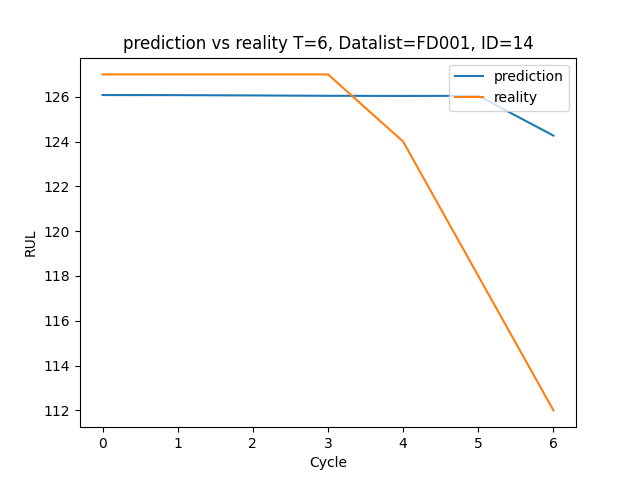 prediction vs reality T=6, Datalist=FD001, ID=14
prediction
reality
126
124
122
120
118
116
114
112
RUL
0 1 2 3 4 5 6
Cycle